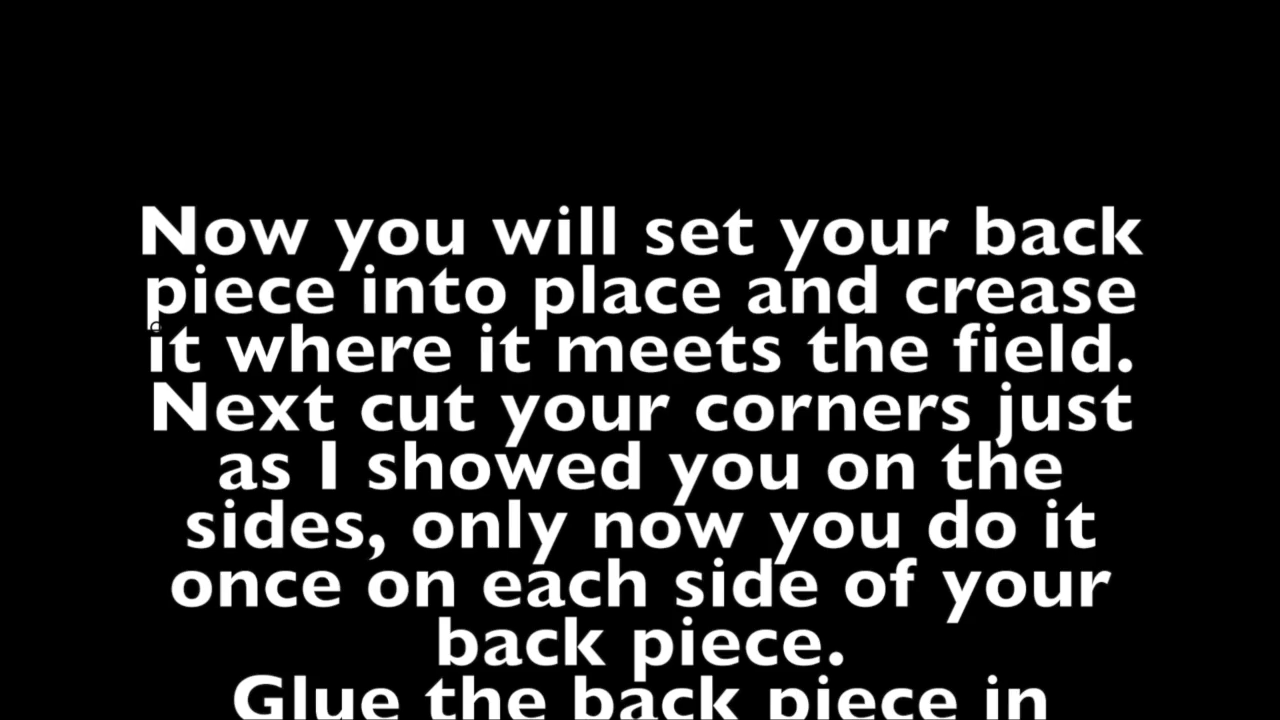 Now you will set your back
piece into place and crease
it where it meets the field.
Next cut your corners just
as I showed you on the
sides, only now you do it
once on each side of your
back piece.
Glue the back piece in